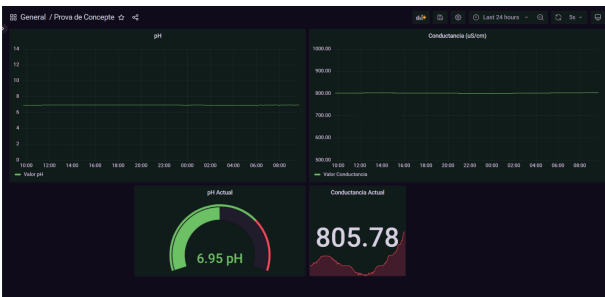 General / Prova de Concepte
Last 24 hours
5s
pH
14
12
10
8
6
4
2
0
10:00 12:00 14:00 16:00 18:00 20:00 22:00 00:00 02:00 04:00 06:00 08:00
Valor pH
Conductancia (uS/cm)
1000.00
900.00
800.00
700.00
600.00
500.00
10:00 12:00 14:00 16:00 18:00 20:00 22:00 00:00 02:00 04:00 06:00 08:00
Valor Conductancia
pH Actual
6.95 pH
Conductancia Actual
805.78